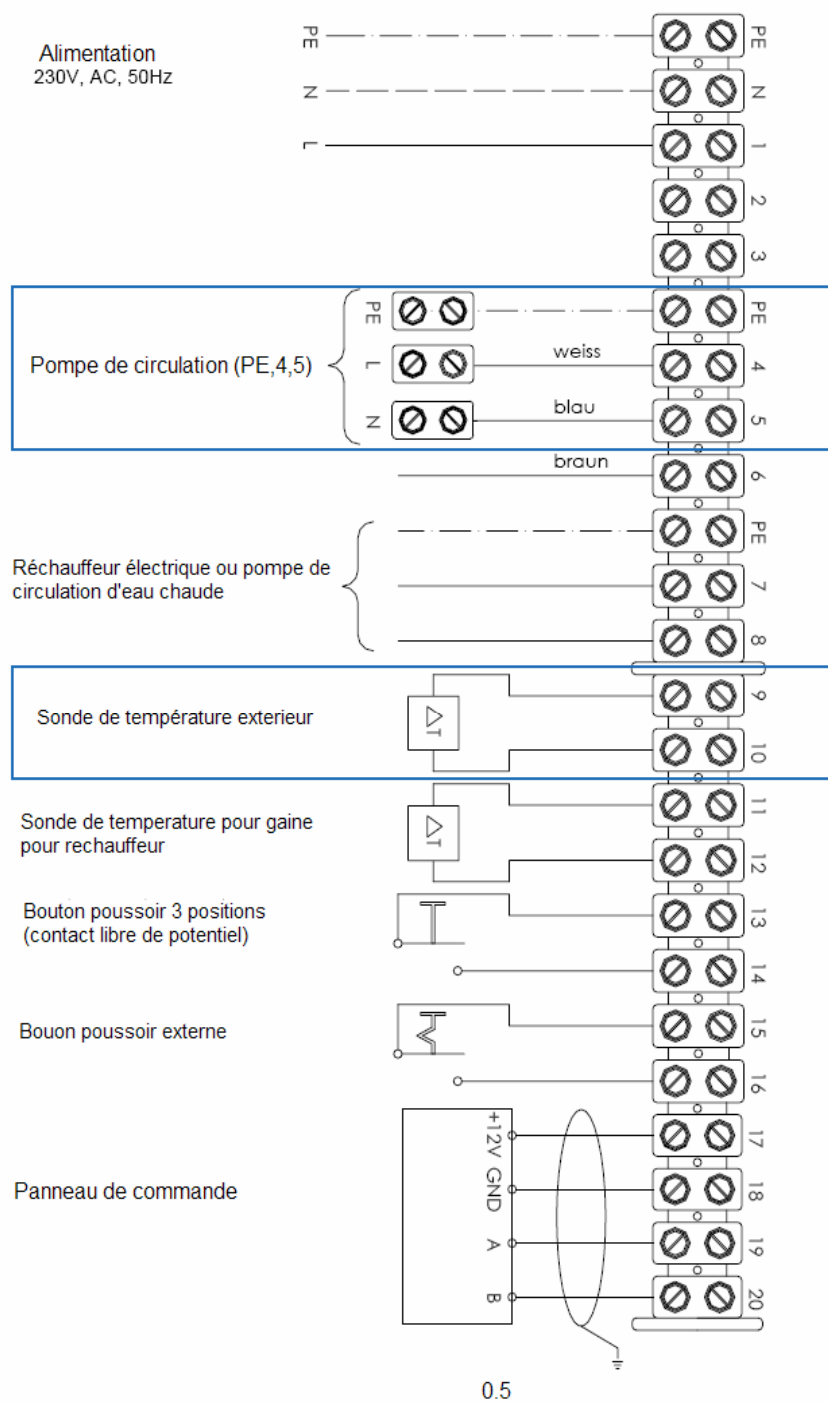 Alimentation
230V, AC, 50Hz
PE
PE
N
N
L
1
2
3
Pompe de circulation (PE,4,5)
PE
PE
L
weiss
4
N
blau
5
braun
6
PE
Réchauffeur électrique ou pompe de
circulation d'eau chaude
7
8
Sonde de température exterieur
ΔT
9
10
Sonde de temperature pour gaine
pour rechauffeur
ΔT
11
12
Bouton poussoir 3 positions
(contact libre de potentiel)
13
14
Bouon poussoir externe
15
16
Panneau de commande
+12V
17
GND
18
A
19
B
20
0.5